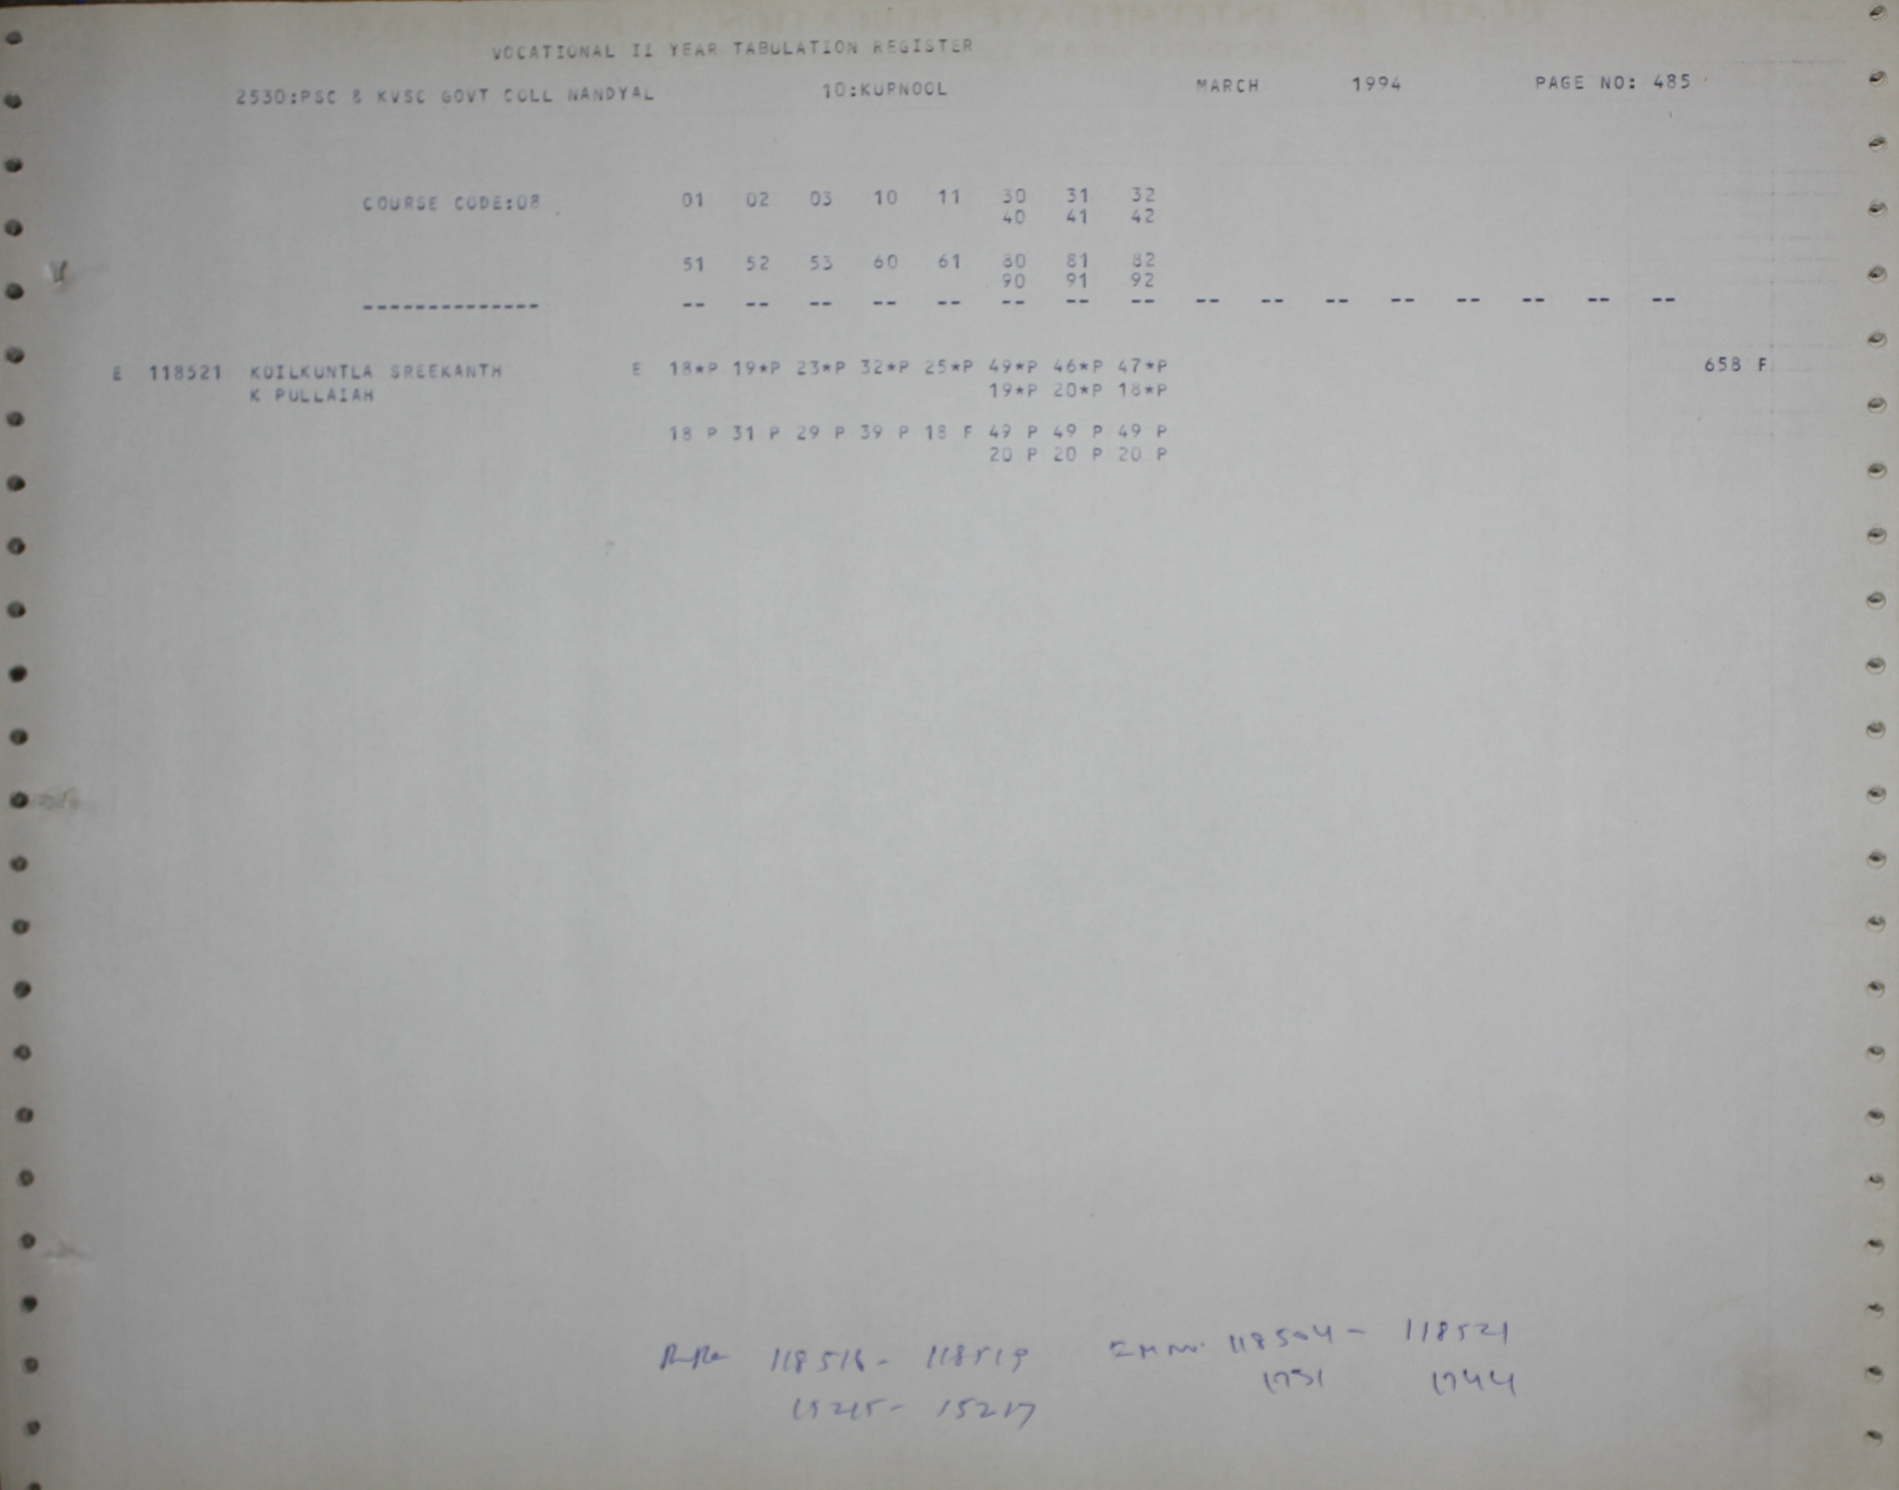 VOCATIONAL II YEAR TABULATION REGISTER
2530:PSC & KVSC GOVT COLL NANDYAL 10:KURNOOL MARCH 1994 PAGE NO: 485
COURSE CODE:08 01 02 03 10 11 30 31 32
40 41 42
51 52 53 60 61 80 81 82
90 91 92
-------------- -- -- -- -- -- -- -- -- -- -- -- -- -- -- -- --
E 118521 KOILKUNTLA SREEKANTH E 18*P 19*P 23*P 32*P 25*P 49*P 46*P 47*P 658 F
K PULLAIAH 19*P 20*P 18*P
18 P 31 P 29 P 39 P 18 F 49 P 49 P 49 P
20 P 20 P 20 P
118518 - 118519 118504 - 118521
1731 1744
15215 - 15217